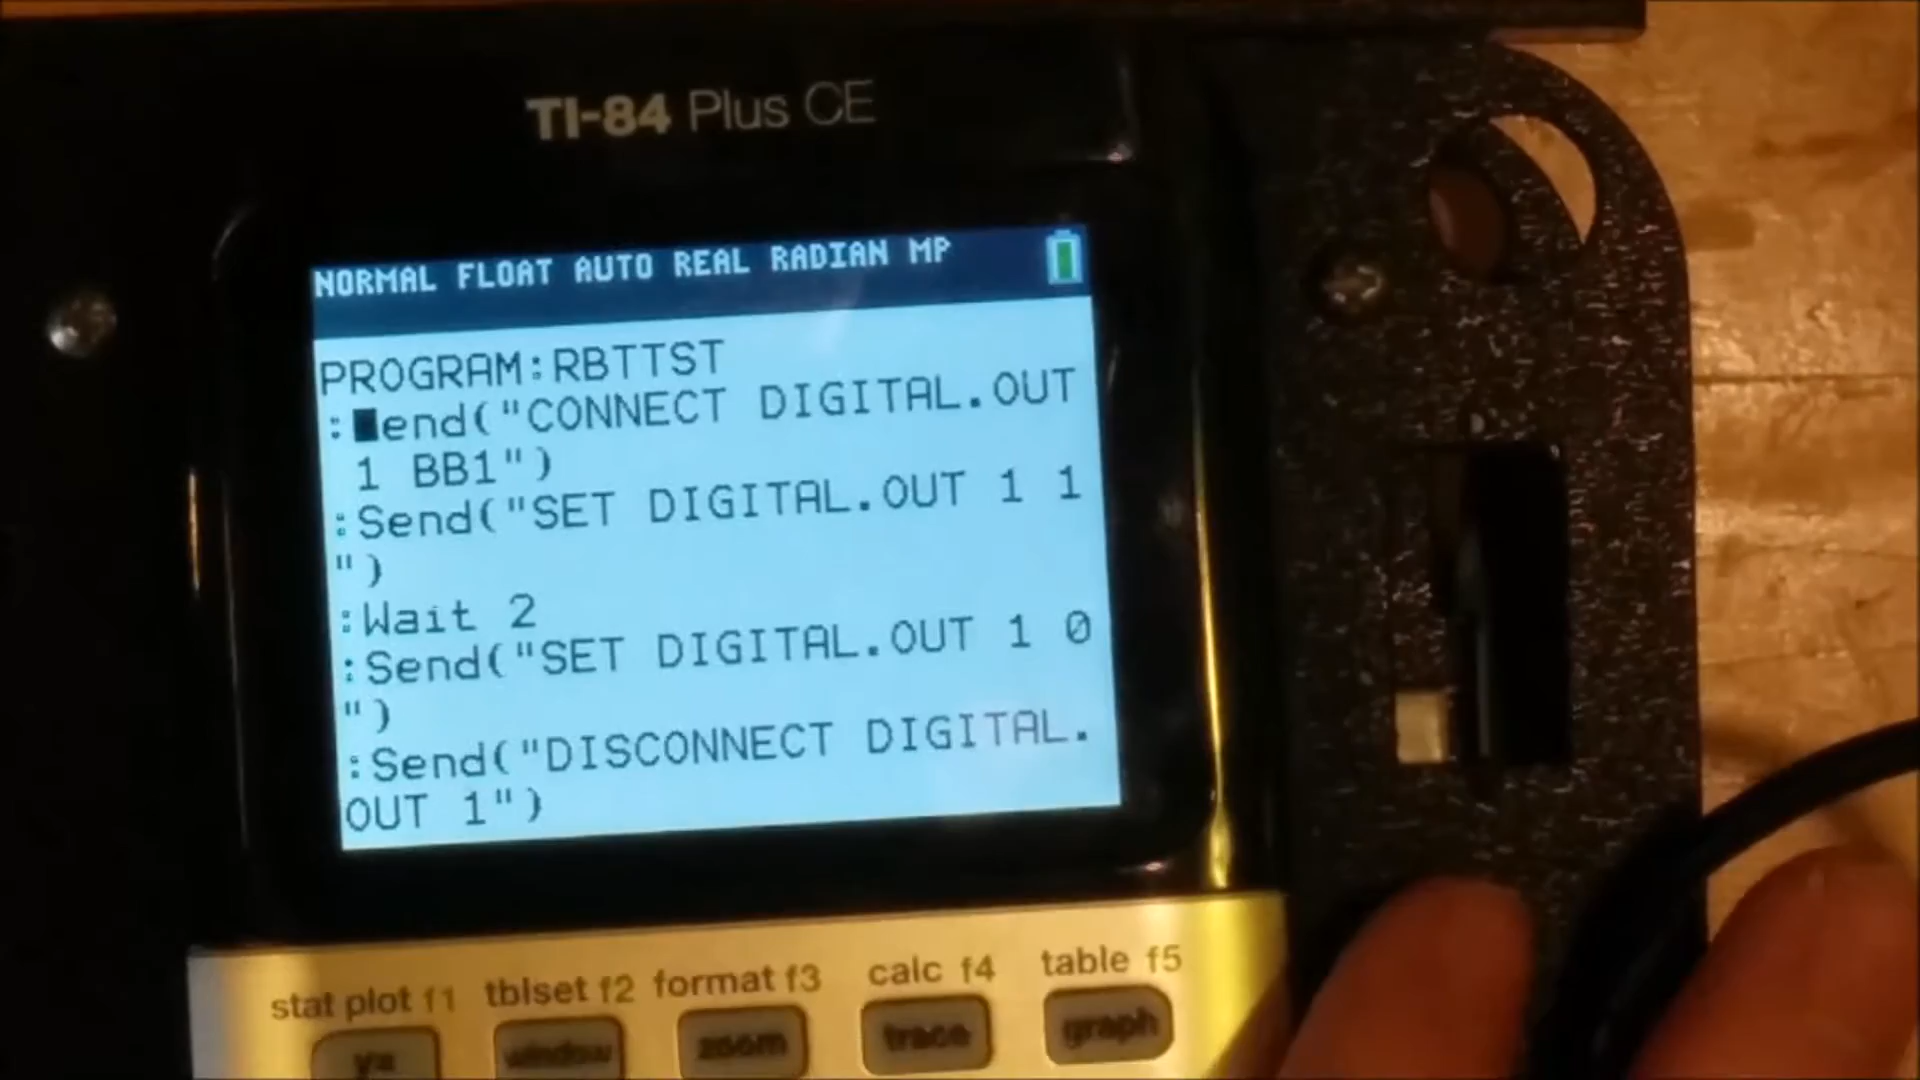 TI-84 Plus CE
NORMAL FLOAT AUTO REAL RADIAN MP
PROGRAM:RBTTST
:Send("CONNECT DIGITAL.OUT
1 BB1")
:Send("SET DIGITAL.OUT 1 1
")
:Wait 2
:Send("SET DIGITAL.OUT 1 0
")
:Send("DISCONNECT DIGITAL.
OUT 1")
stat plot f1 tblset f2 format f3 calc f4 table f5
y= window zoom trace graph